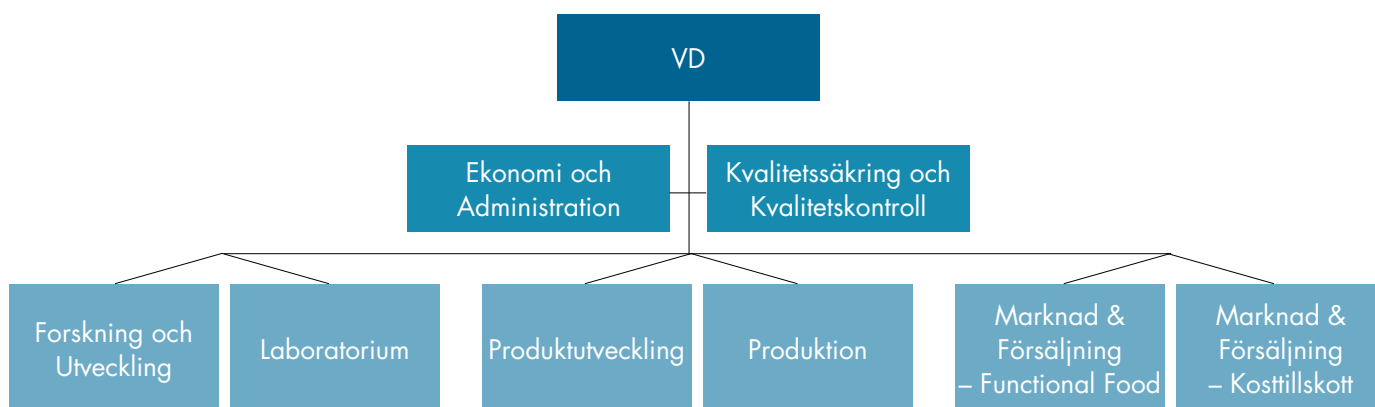 VD
Ekonomi och
Administration
Kvalitetssäkring och
Kvalitetskontroll
Forskning och
Utveckling
Laboratorium
Produktutveckling
Produktion
Marknad &
Försäljning
– Functional Food
Marknad &
Försäljning
– Kosttillskott